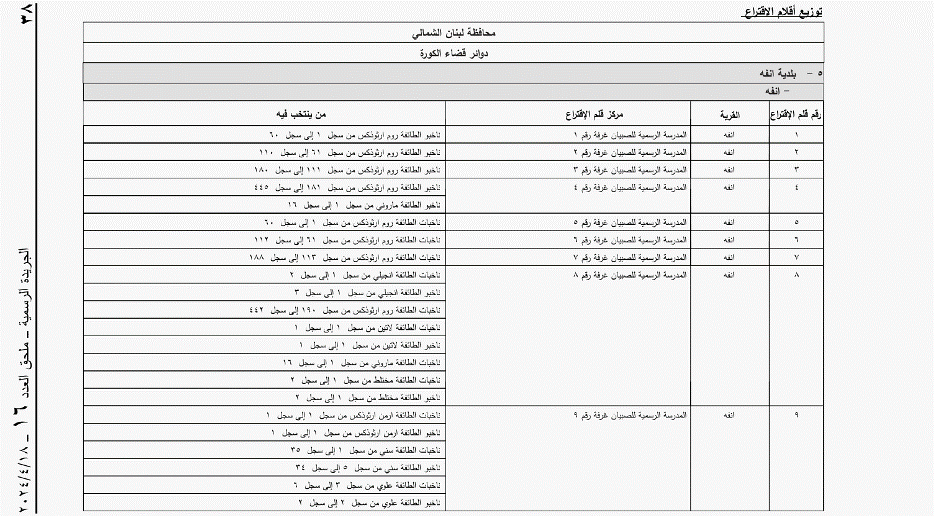 ٣٨
الجريدة الرسمية – ملحق العدد ١٦ – ٢٠٢٤/٤/١٨
توزيع أقلام الإقتراع
محافظة لبنان الشمالي
دوائر قضاء الكورة
٥ - بلدية انفه
- انفه
رقم قلم الإقتراع القرية مركز قلم الإقتراع من ينتخب فيه
١ انفه المدرسة الرسمية للصبيان غرفة رقم ١ ناخبو الطائفة روم ارثوذكس من سجل ١ إلى سجل ٦٠
٢ انفه المدرسة الرسمية للصبيان غرفة رقم ٢ ناخبو الطائفة روم ارثوذكس من سجل ٦١ إلى سجل ١١٠
٣ انفه المدرسة الرسمية للصبيان غرفة رقم ٣ ناخبو الطائفة روم ارثوذكس من سجل ١١١ إلى سجل ١٨٠
٤ انفه المدرسة الرسمية للصبيان غرفة رقم ٤ ناخبو الطائفة روم ارثوذكس من سجل ١٨١ إلى سجل ٤٤٥
ناخبو الطائفة ماروني من سجل ١ إلى سجل ١٦
٥ انفه المدرسة الرسمية للصبيان غرفة رقم ٥ ناخبات الطائفة روم ارثوذكس من سجل ١ إلى سجل ٦٠
٦ انفه المدرسة الرسمية للصبيان غرفة رقم ٦ ناخبات الطائفة روم ارثوذكس من سجل ٦١ إلى سجل ١١٢
٧ انفه المدرسة الرسمية للصبيان غرفة رقم ٧ ناخبات الطائفة روم ارثوذكس من سجل ١١٣ إلى سجل ١٨٨
٨ انفه المدرسة الرسمية للصبيان غرفة رقم ٨ ناخبات الطائفة انجيلي من سجل ١ إلى سجل ٢
ناخبو الطائفة انجيلي من سجل ١ إلى سجل ٣
ناخبات الطائفة روم ارثوذكس من سجل ١٩٠ إلى سجل ٤٤٢
ناخبات الطائفة لاتين من سجل ١ إلى سجل ١
ناخبو الطائفة لاتين من سجل ١ إلى سجل ١
ناخبات الطائفة ماروني من سجل ١ إلى سجل ١٦
ناخبات الطائفة مختلط من سجل ١ إلى سجل ٢
ناخبو الطائفة مختلط من سجل ١ إلى سجل ٢
٩ انفه المدرسة الرسمية للصبيان غرفة رقم ٩ ناخبات الطائفة ارمن ارثوذكس من سجل ١ إلى سجل ١
ناخبو الطائفة ارمن ارثوذكس من سجل ١ إلى سجل ١
ناخبات الطائفة سني من سجل ١ إلى سجل ٣٥
ناخبو الطائفة سني من سجل ٥ إلى سجل ٣٤
ناخبات الطائفة علوي من سجل ٣ إلى سجل ٦
ناخبو الطائفة علوي من سجل ٢ إلى سجل ٢